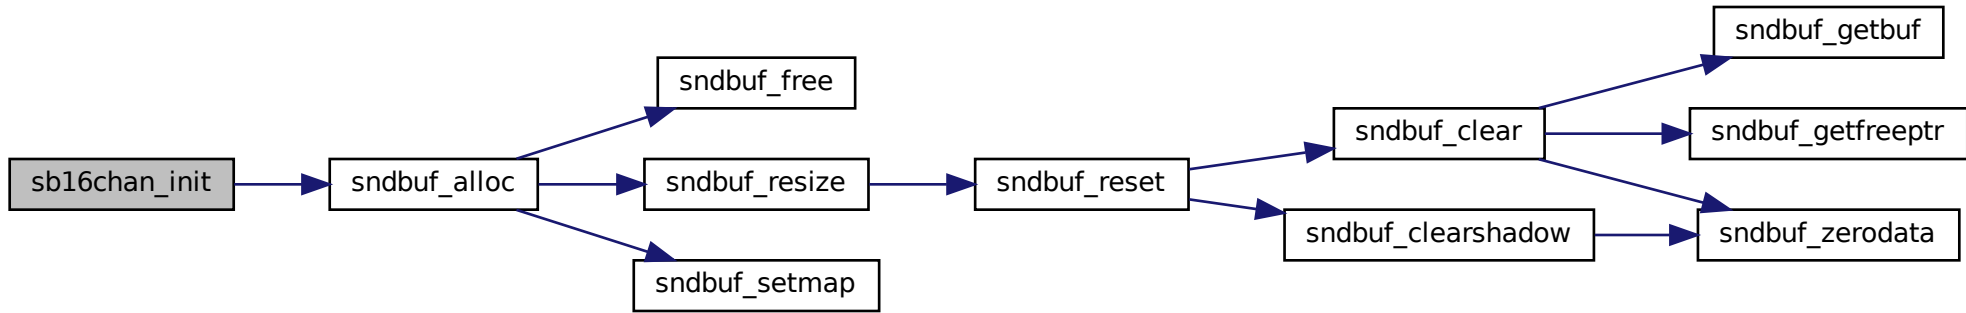 sb16chan_init
sndbuf_alloc
sndbuf_free
sndbuf_resize
sndbuf_setmap
sndbuf_reset
sndbuf_clear
sndbuf_clearshadow
sndbuf_getbuf
sndbuf_getfreeptr
sndbuf_zerodata